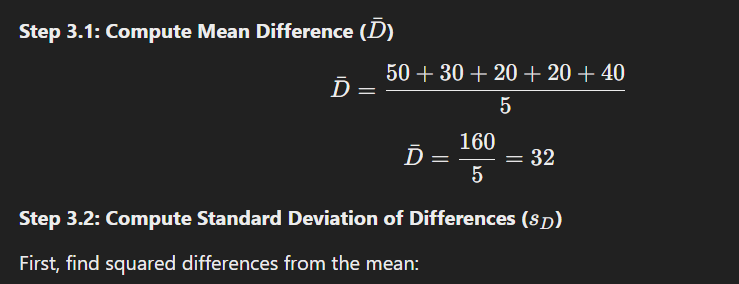 Step 3.1: Compute Mean Difference (D̄)
D̄ = (50 + 30 + 20 + 20 + 40) / 5
D̄ = 160 / 5 = 32
Step 3.2: Compute Standard Deviation of Differences (s_D)
First, find squared differences from the mean: